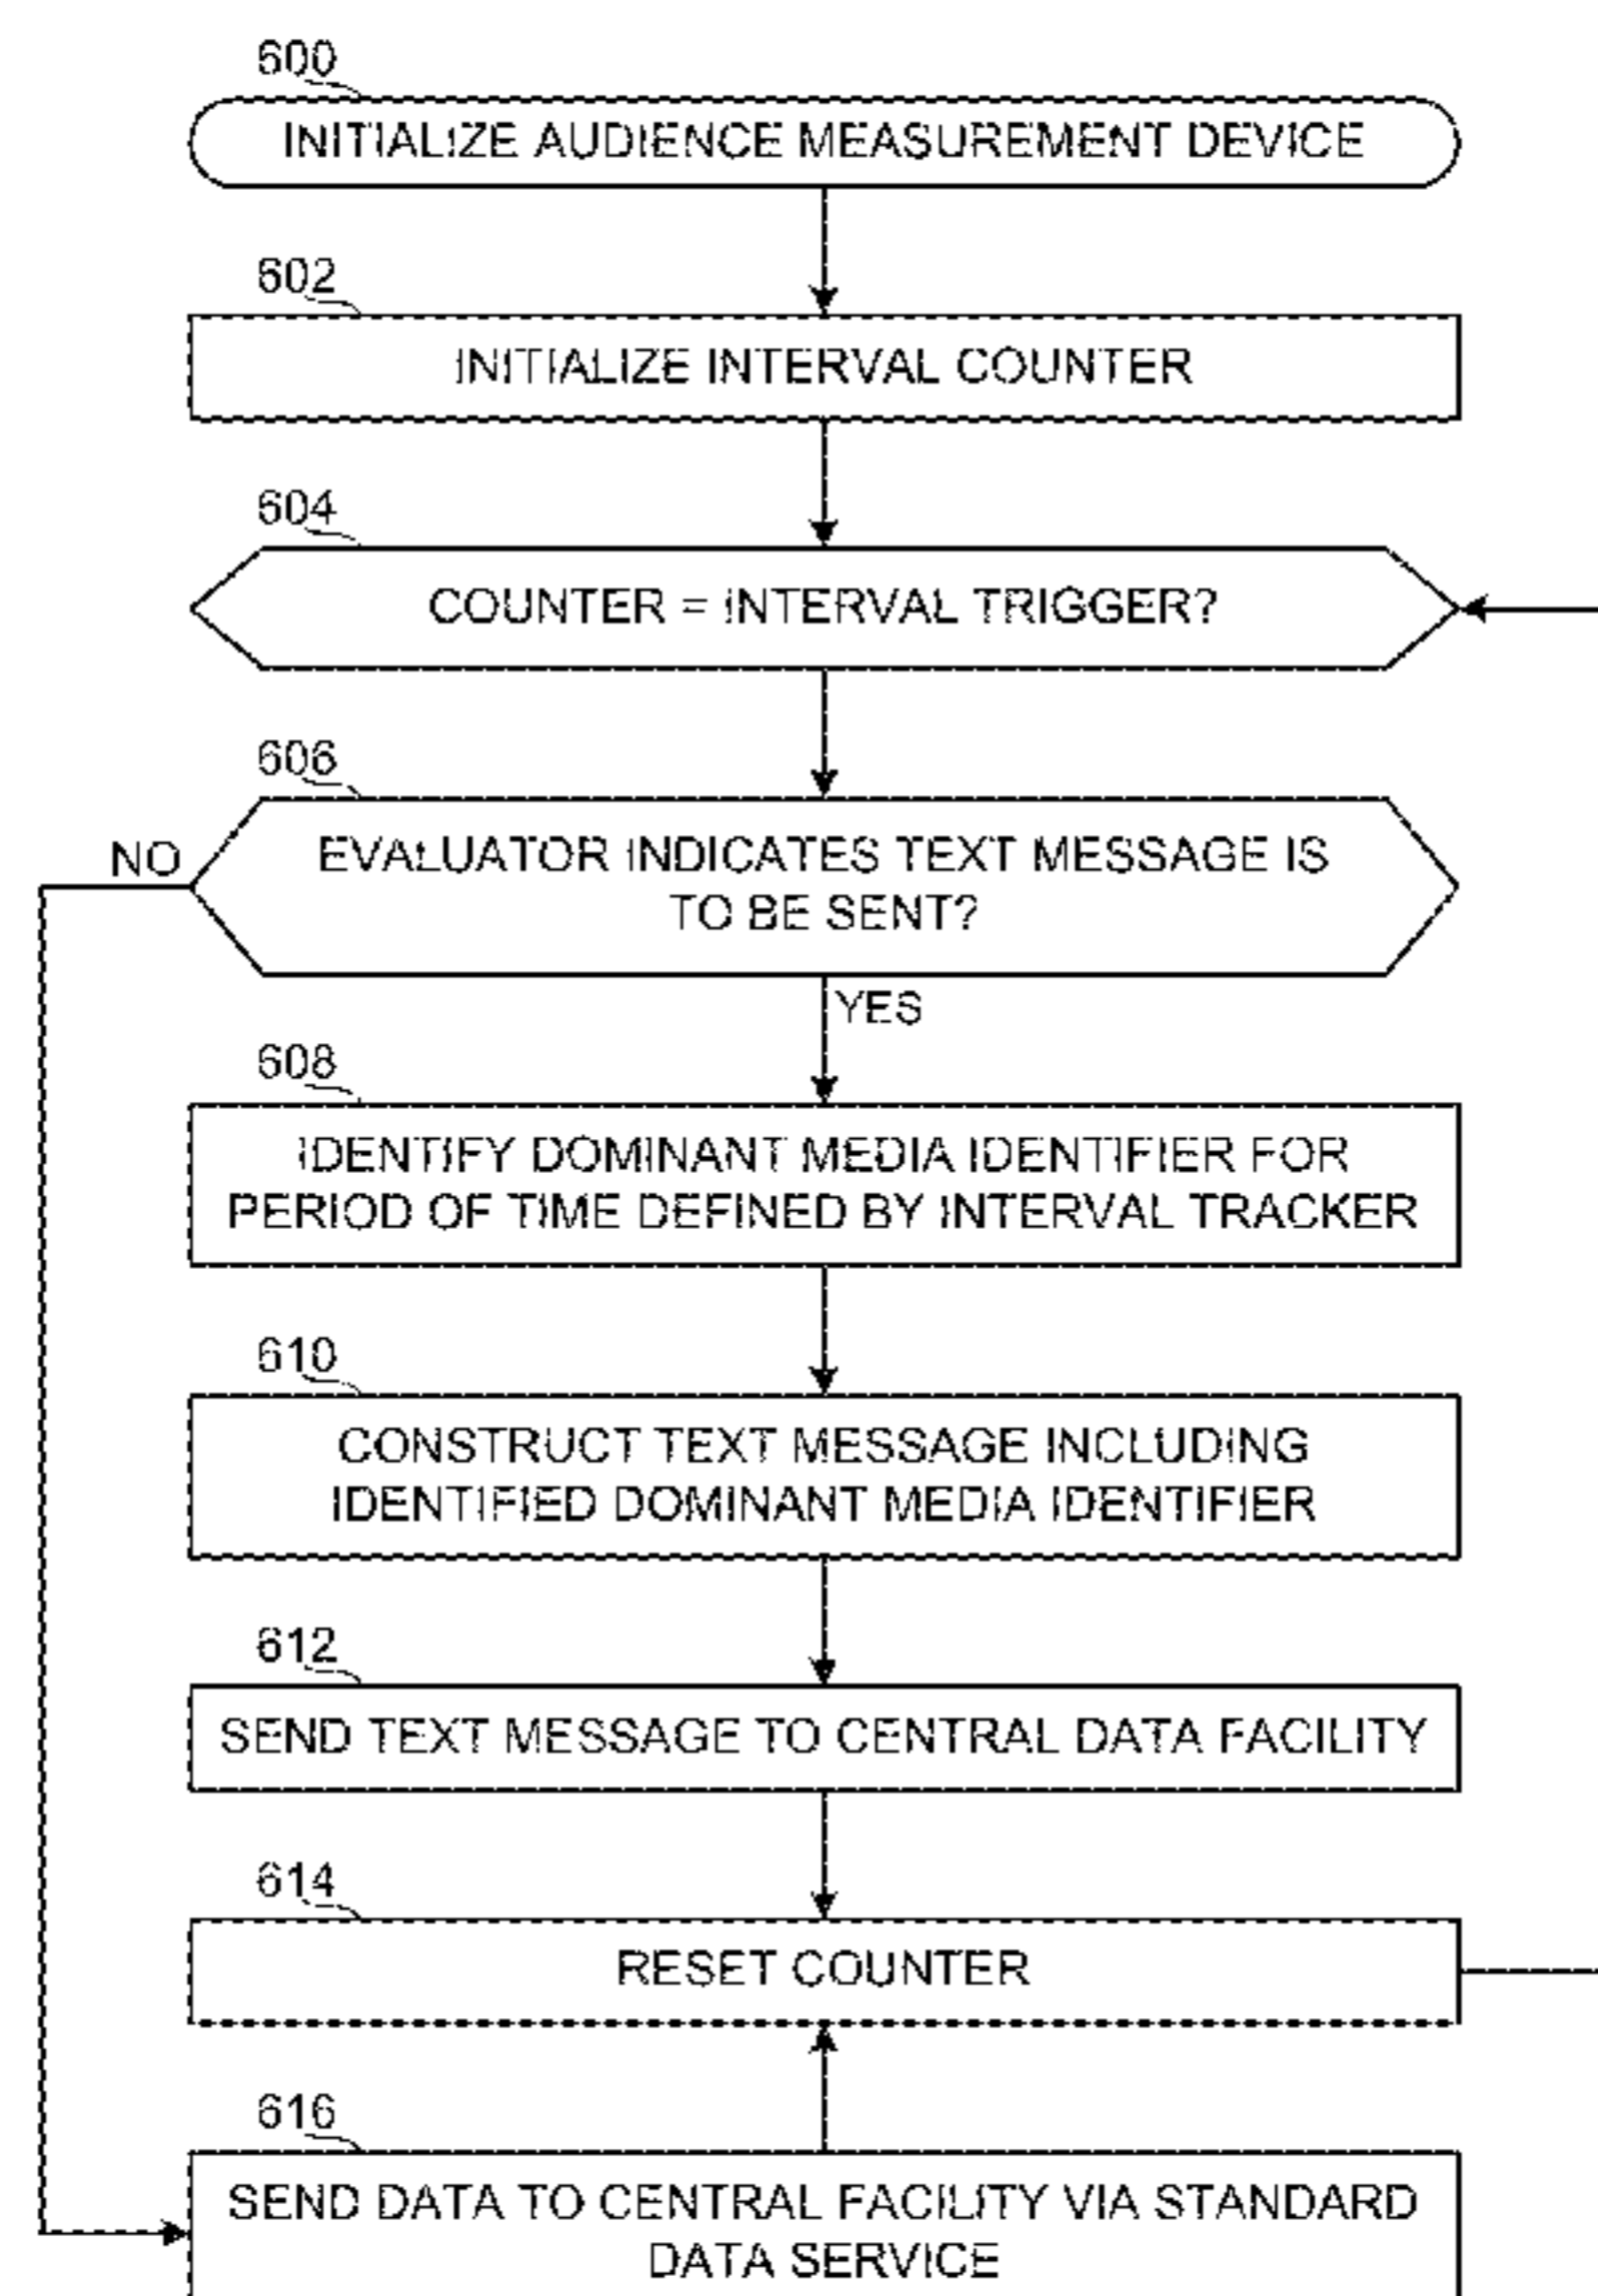 600
INITIALIZE AUDIENCE MEASUREMENT DEVICE
602
INITIALIZE INTERVAL COUNTER
604
COUNTER = INTERVAL TRIGGER?
606
EVALUATOR INDICATES TEXT MESSAGE IS
TO BE SENT?
NO
YES
608
IDENTIFY DOMINANT MEDIA IDENTIFIER FOR
PERIOD OF TIME DEFINED BY INTERVAL TRACKER
610
CONSTRUCT TEXT MESSAGE INCLUDING
IDENTIFIED DOMINANT MEDIA IDENTIFIER
612
SEND TEXT MESSAGE TO CENTRAL DATA FACILITY
614
RESET COUNTER
616
SEND DATA TO CENTRAL FACILITY VIA STANDARD
DATA SERVICE